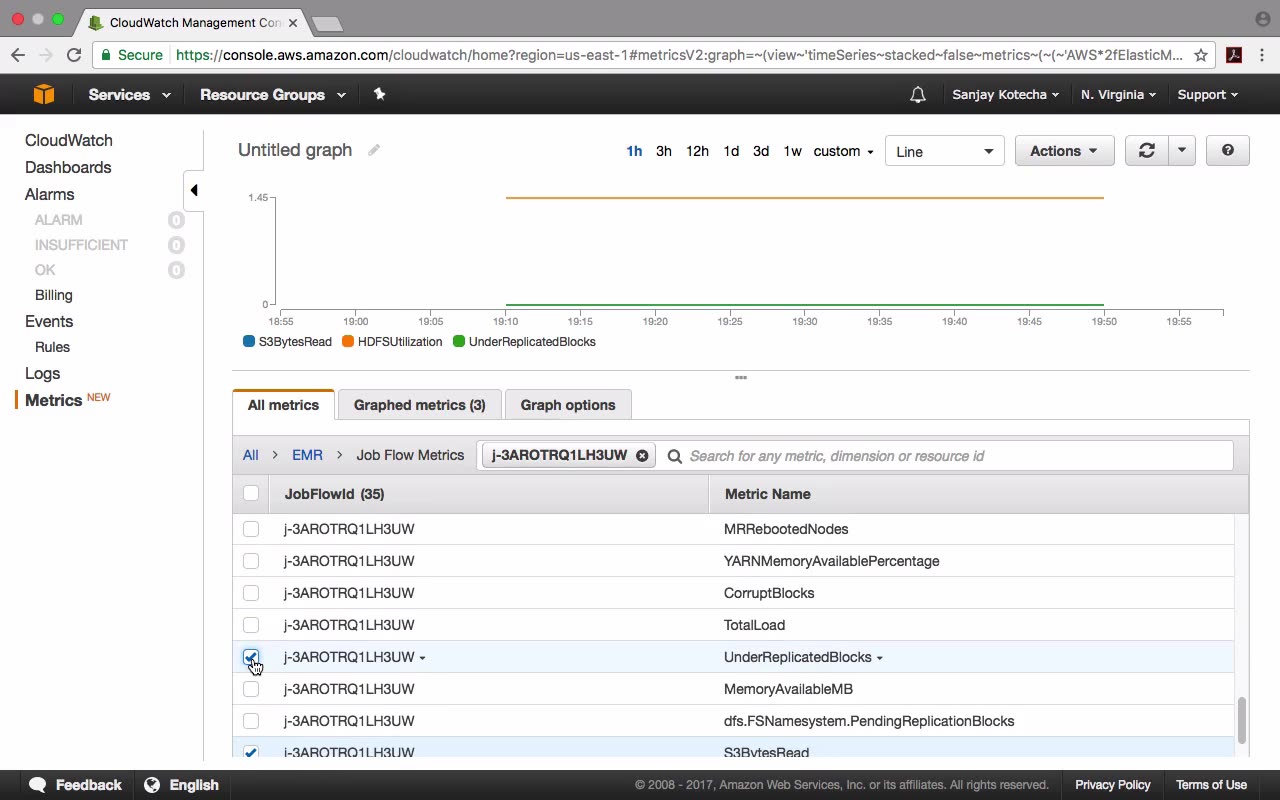 CloudWatch Management Con
Secure https://console.aws.amazon.com/cloudwatch/home?region=us-east-1#metricsV2:graph=~(view~'timeSeries~stacked~false~metrics~(~(~'AWS*2fElasticM...
Services Resource Groups Sanjay Kotecha N. Virginia Support
CloudWatch
Dashboards
Alarms
ALARM 0
INSUFFICIENT 0
OK 0
Billing
Events
Rules
Logs
Metrics NEW
Untitled graph 1h 3h 12h 1d 3d 1w custom Line Actions
1.45
0
18:55 19:00 19:05 19:10 19:15 19:20 19:25 19:30 19:35 19:40 19:45 19:50 19:55
S3BytesRead HDFSUtilization UnderReplicatedBlocks
All metrics Graphed metrics (3) Graph options
All > EMR > Job Flow Metrics j-3AROTRQ1LH3UW Search for any metric, dimension or resource id
JobFlowId (35) Metric Name
j-3AROTRQ1LH3UW MRRebootedNodes
j-3AROTRQ1LH3UW YARNMemoryAvailablePercentage
j-3AROTRQ1LH3UW CorruptBlocks
j-3AROTRQ1LH3UW TotalLoad
j-3AROTRQ1LH3UW UnderReplicatedBlocks
j-3AROTRQ1LH3UW MemoryAvailableMB
j-3AROTRQ1LH3UW dfs.FSNamesystem.PendingReplicationBlocks
j-3AROTRQ1LH3UW S3BytesRead
Feedback English © 2008 - 2017, Amazon Web Services, Inc. or its affiliates. All rights reserved. Privacy Policy Terms of Use